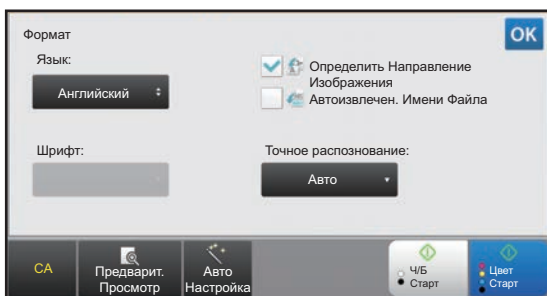 Формат
OK
Язык:
Английский
Определить Направление
Изображения
Автоизвлечен. Имени Файла
Шрифт:
Точное распознование:
Авто
CA
Предварит.
Просмотр
Авто
Настройка
Ч/Б
Старт
Цвет
Старт